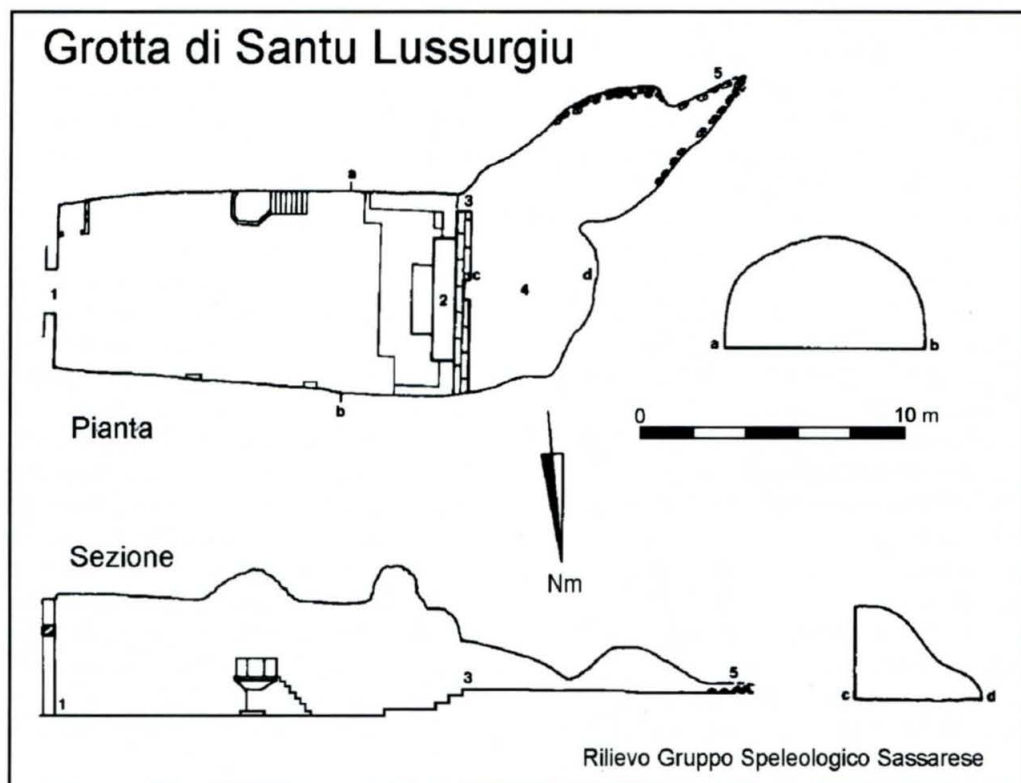 Grotta di Santu Lussurgiu
5
a
3
1
2
c
4
d
b
Pianta
a
b
0
10 m
Nm
Sezione
1
3
5
c
d
Rilievo Gruppo Speleologico Sassarese